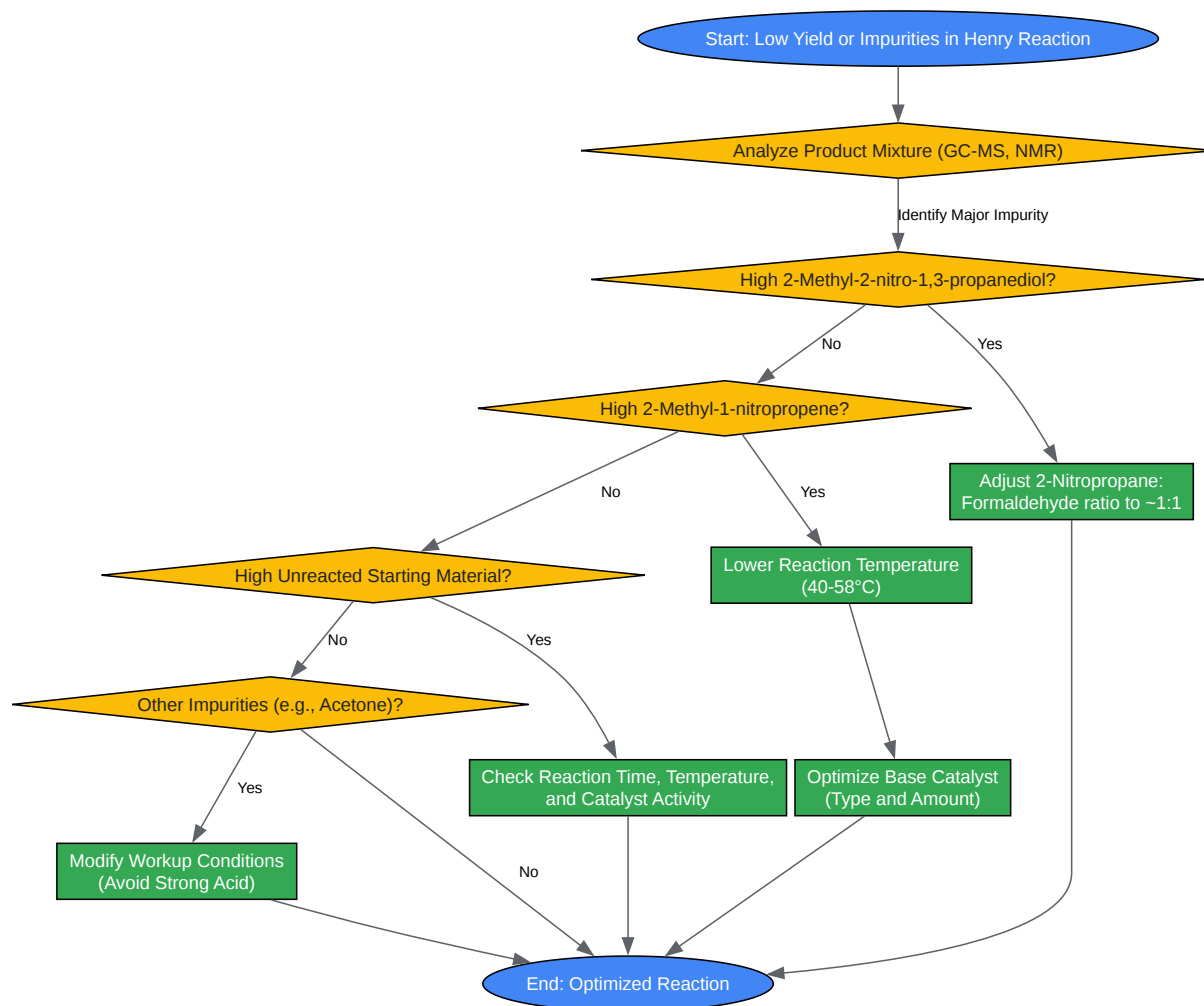 Start: Low Yield or Impurities in Henry Reaction
Analyze Product Mixture (GC-MS, NMR)
Identify Major Impurity
High 2-Methyl-2-nitro-1,3-propanediol?
No
Yes
High 2-Methyl-1-nitropropene?
Adjust 2-Nitropropane:
Formaldehyde ratio to ~1:1
No
Yes
High Unreacted Starting Material?
Lower Reaction Temperature
(40-58°C)
No
Yes
Other Impurities (e.g., Acetone)?
Yes
Check Reaction Time, Temperature,
and Catalyst Activity
Optimize Base Catalyst
(Type and Amount)
Modify Workup Conditions
(Avoid Strong Acid)
No
End: Optimized Reaction